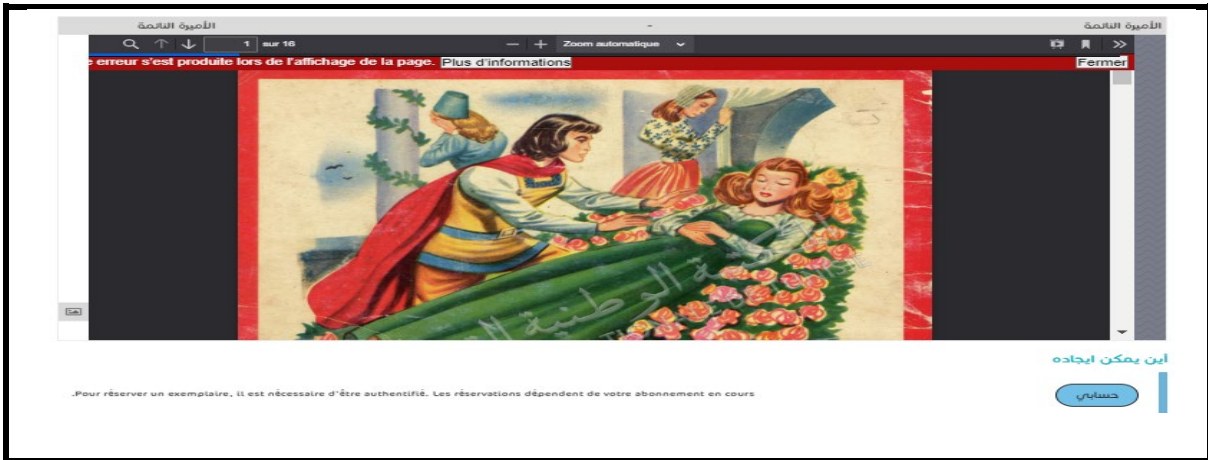 الأميرة النائمة - الأميرة النائمة
1 sur 16 Zoom automatique
e erreur s'est produite lors de l'affichage de la page. Plus d'informations Fermer
المكتبة الوطنية
أين يمكن ايجاده
حسابي
.Pour réserver un exemplaire, il est nécessaire d'être authentifié. Les réservations dépendent de votre abonnement en cours